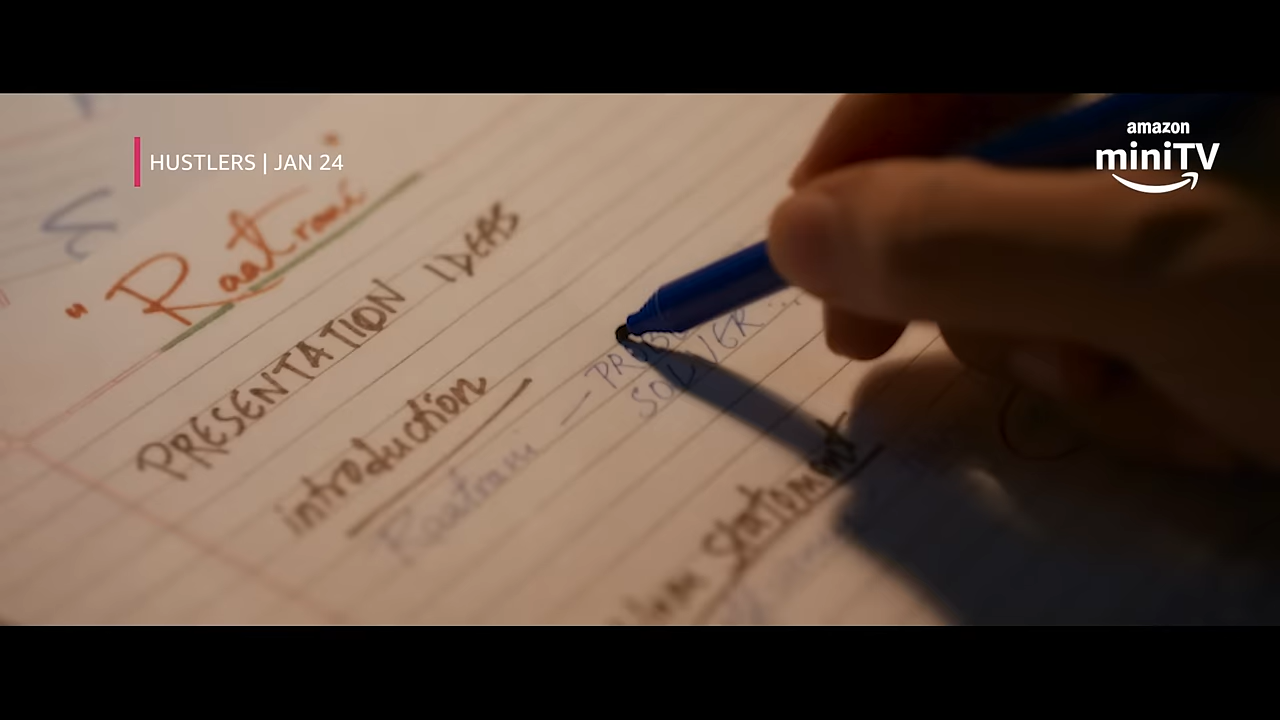 HUSTLERS | JAN 24
amazon
miniTV
"Raatrani"
PRESENTATION IDEAS
introduction
Raatrani —
SOLVER
statement